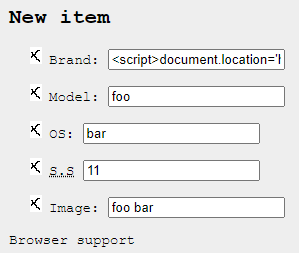 New item
Brand: <script>document.location='
Model: foo
OS: bar
S.S 11
Image: foo bar
Browser support